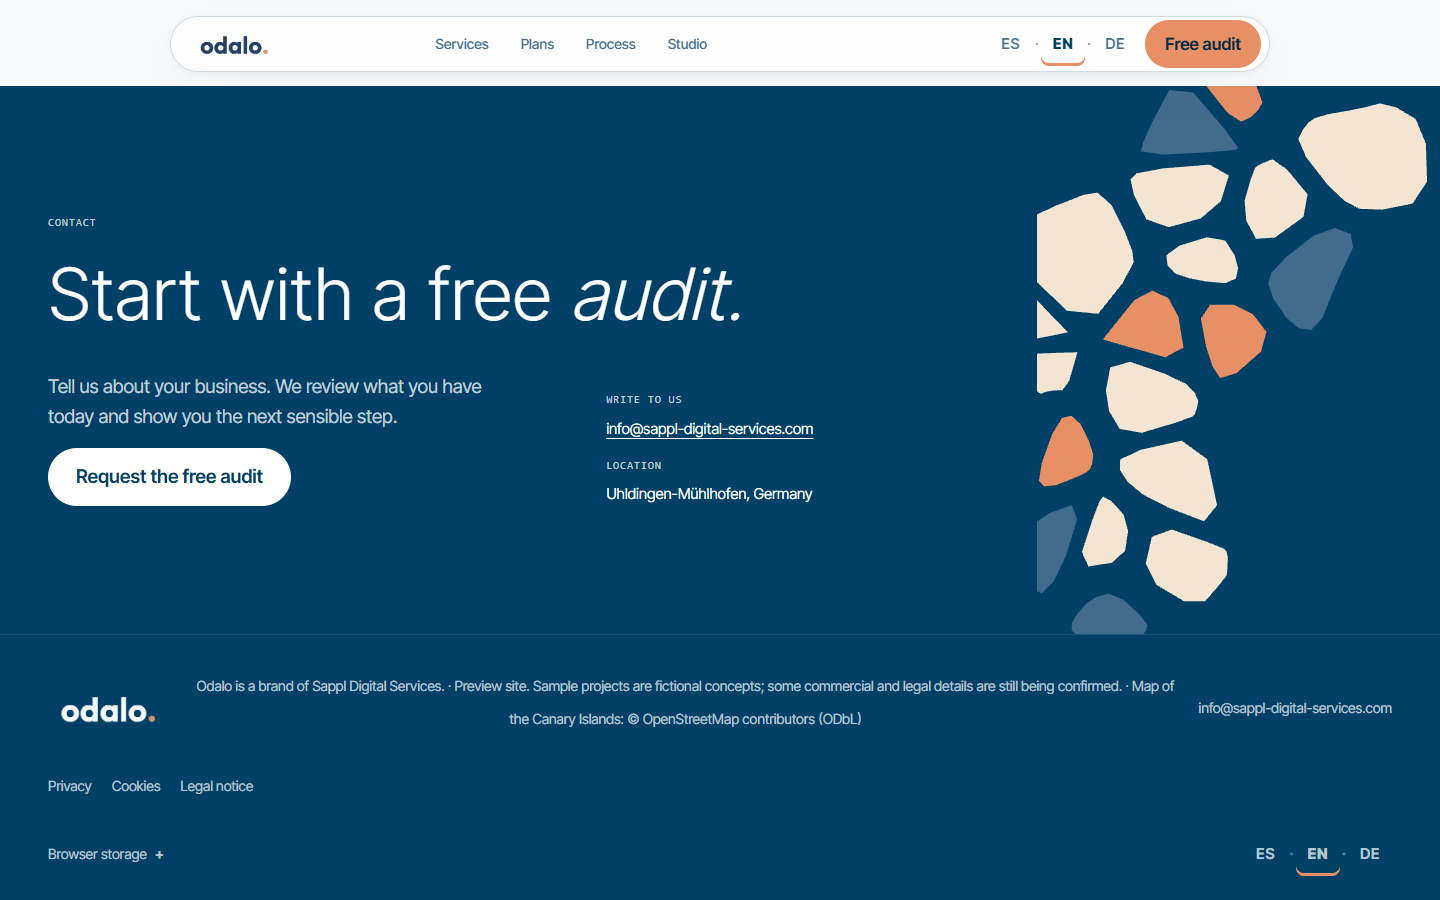 odalo.
Services
Plans
Process
Studio
ES · EN · DE
Free audit
CONTACT
Start with a free audit.
Tell us about your business. We review what you have
today and show you the next sensible step.
Request the free audit
WRITE TO US
info@sappl-digital-services.com
LOCATION
Uhldingen-Mühlhofen, Germany
odalo.
Odalo is a brand of Sappl Digital Services. · Preview site. Sample projects are fictional concepts; some commercial and legal details are still being confirmed. · Map of
the Canary Islands: © OpenStreetMap contributors (ODbL)
info@sappl-digital-services.com
Privacy
Cookies
Legal notice
Browser storage +
ES · EN · DE